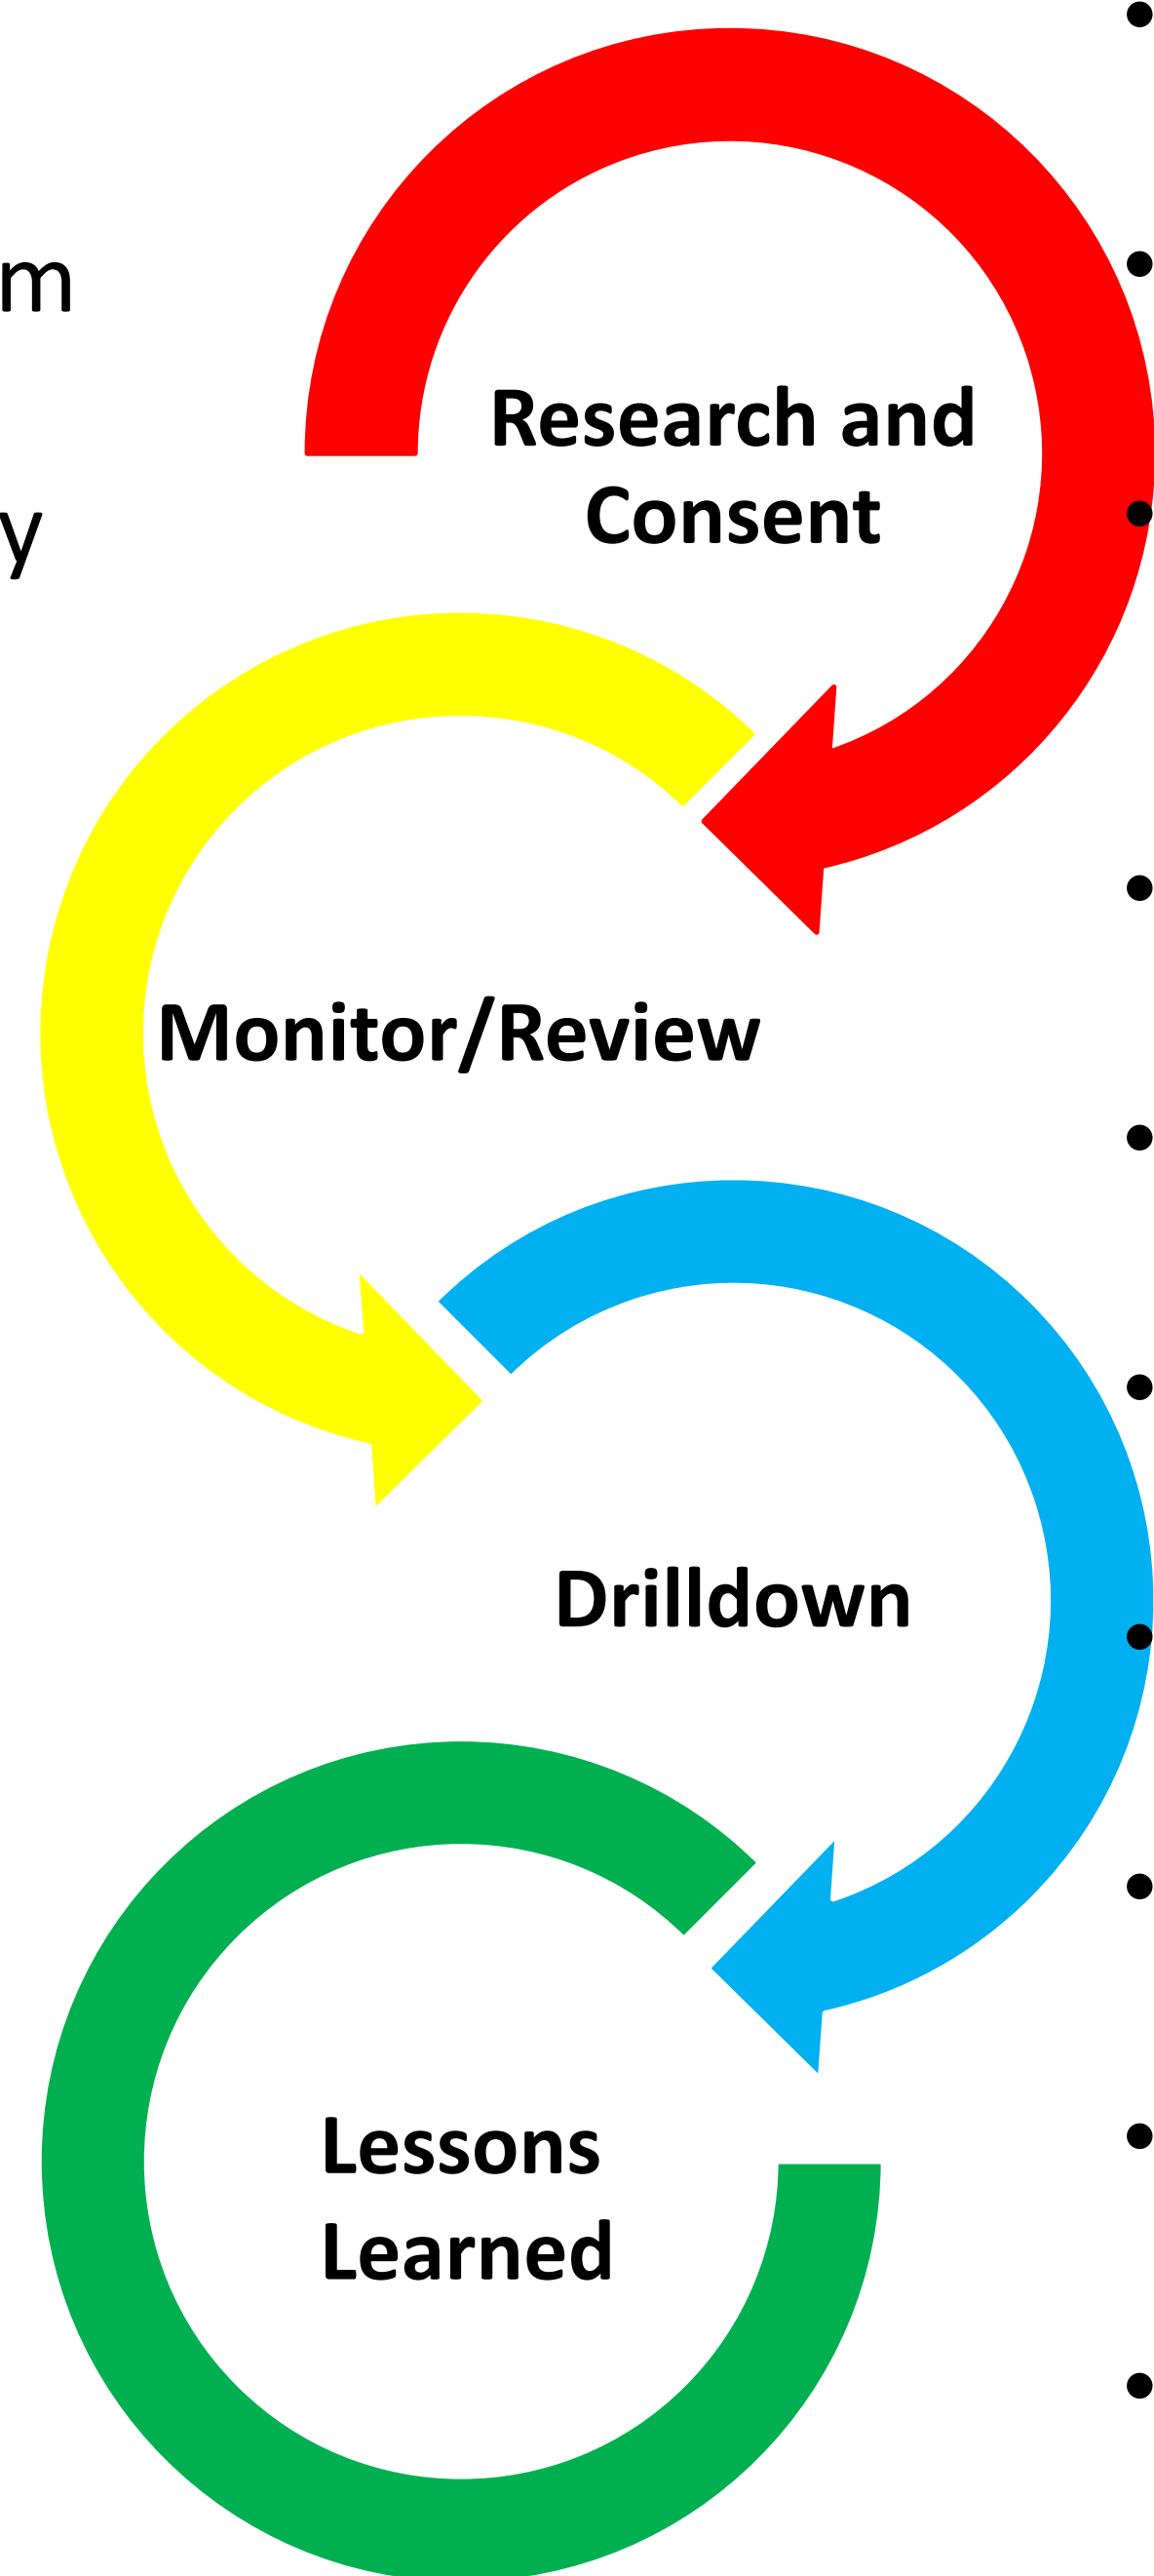 m
Research and
Consent
y
Monitor/Review
Drilldown
Lessons
Learned